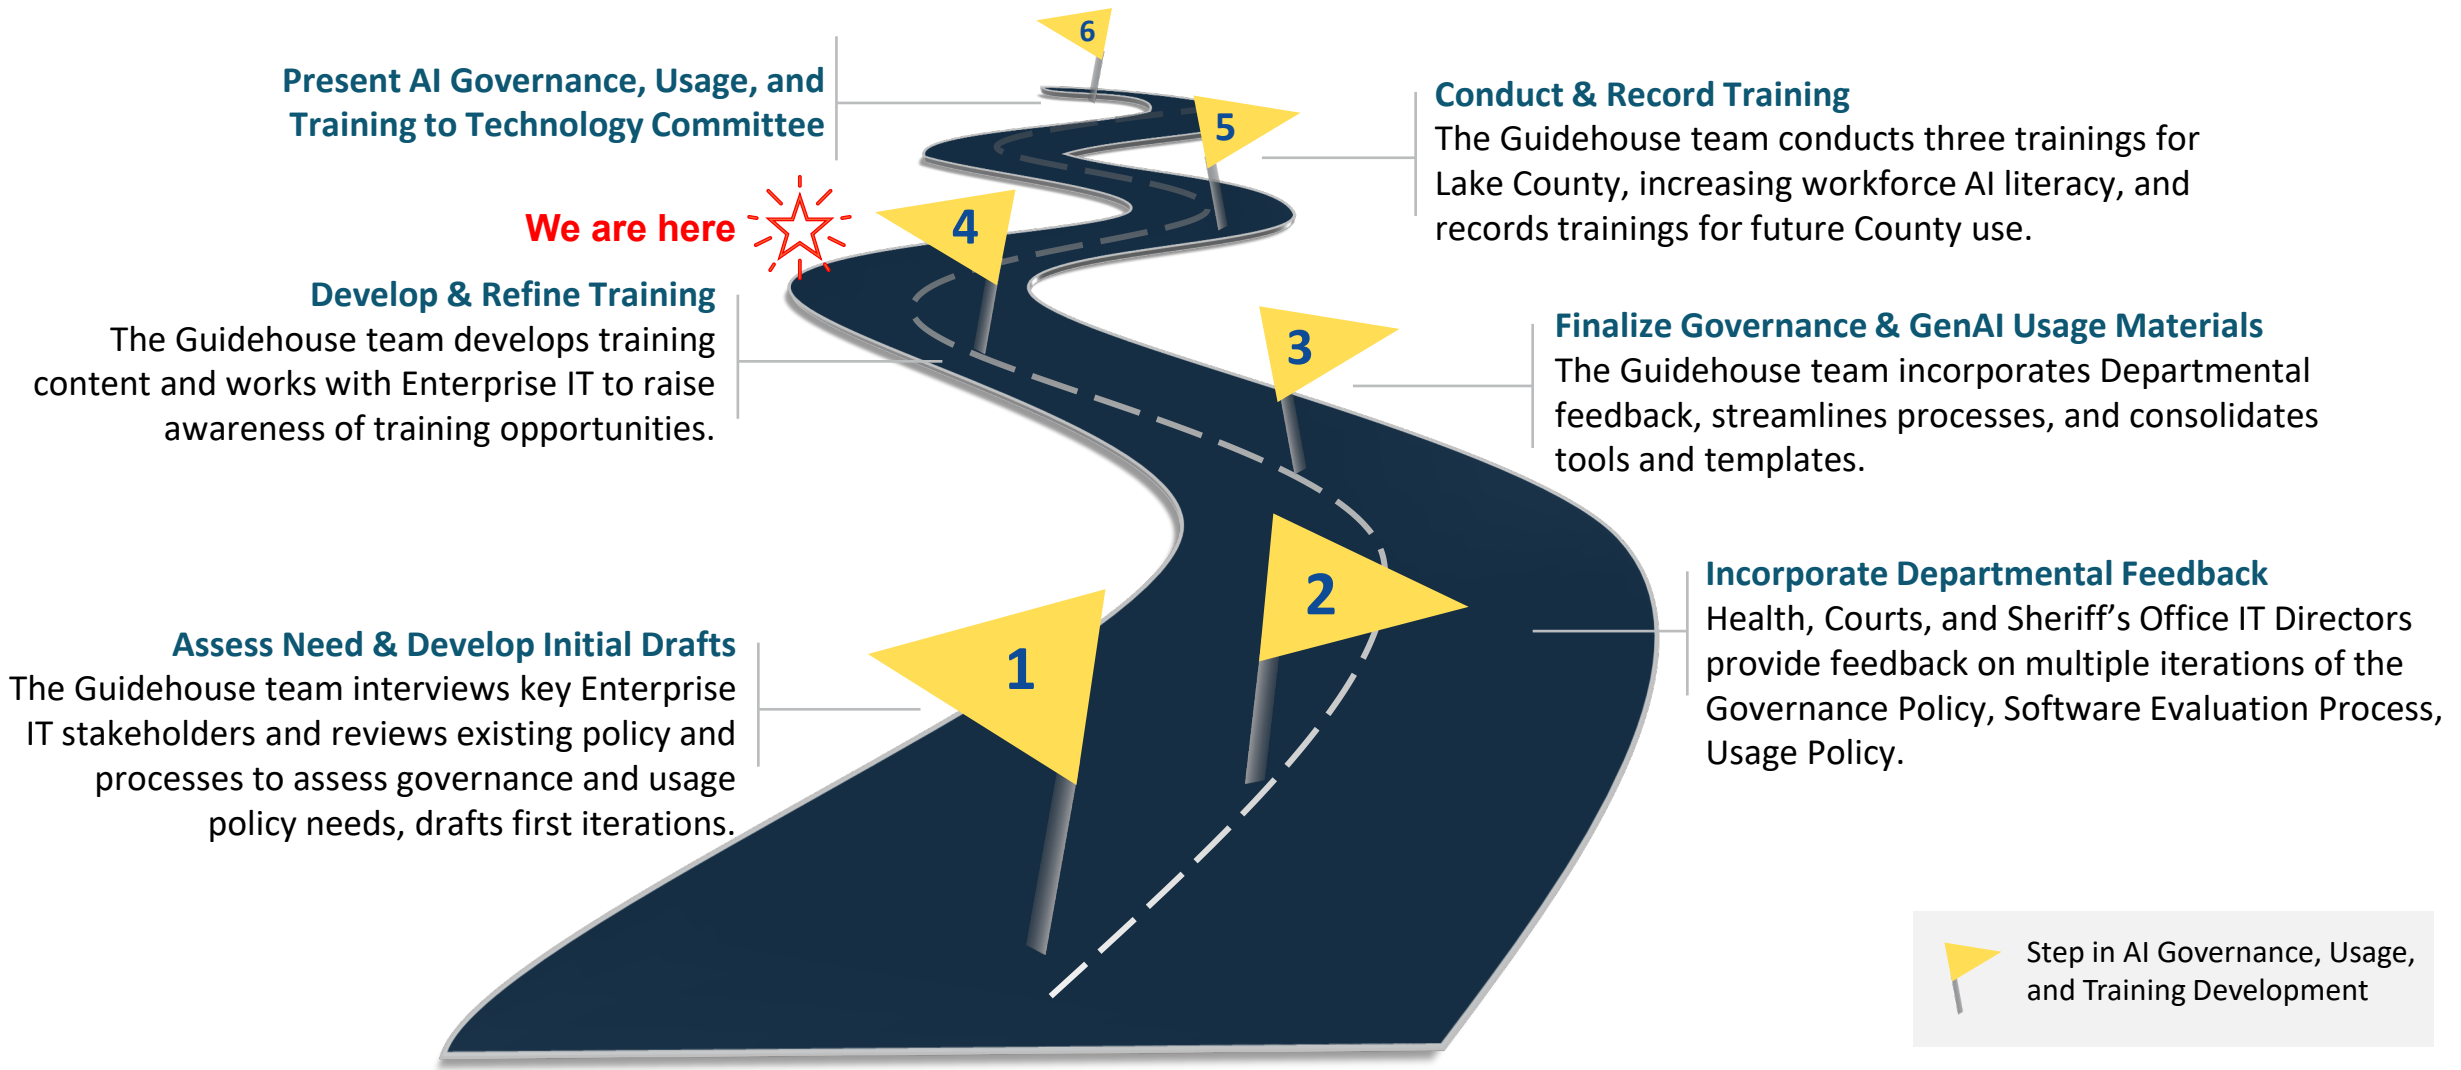 6
Present AI Governance, Usage, and
Training to Technology Committee
5
Conduct & Record Training
The Guidehouse team conducts three trainings for
Lake County, increasing workforce AI literacy, and
records trainings for future County use.
We are here
4
Develop & Refine Training
The Guidehouse team develops training
content and works with Enterprise IT to raise
awareness of training opportunities.
3
Finalize Governance & GenAI Usage Materials
The Guidehouse team incorporates Departmental
feedback, streamlines processes, and consolidates
tools and templates.
2
Incorporate Departmental Feedback
Health, Courts, and Sheriff’s Office IT Directors
provide feedback on multiple iterations of the
Governance Policy, Software Evaluation Process,
Usage Policy.
1
Assess Need & Develop Initial Drafts
The Guidehouse team interviews key Enterprise
IT stakeholders and reviews existing policy and
processes to assess governance and usage
policy needs, drafts first iterations.
Step in AI Governance, Usage,
and Training Development